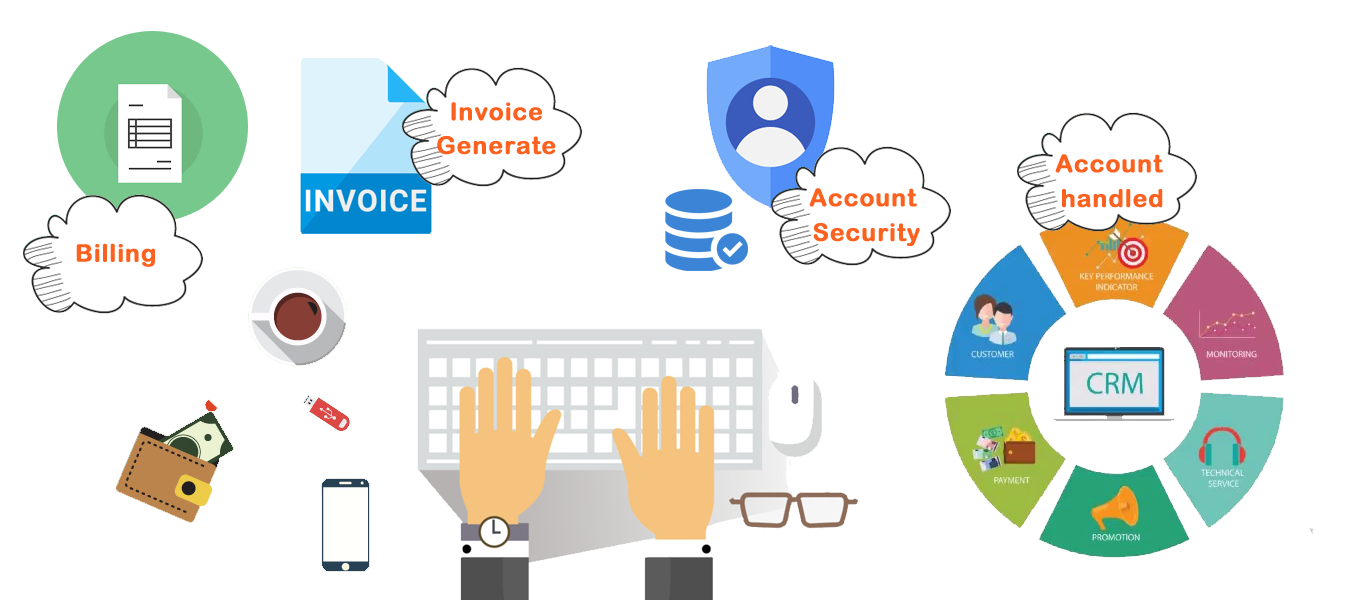 Billing
INVOICE
Invoice
Generate
Account
Security
Account
handled
KEY PERFORMANCE
INDICATOR
CUSTOMER
MONITORING
CRM
PAYMENT
TECHNICAL
SERVICE
PROMOTION